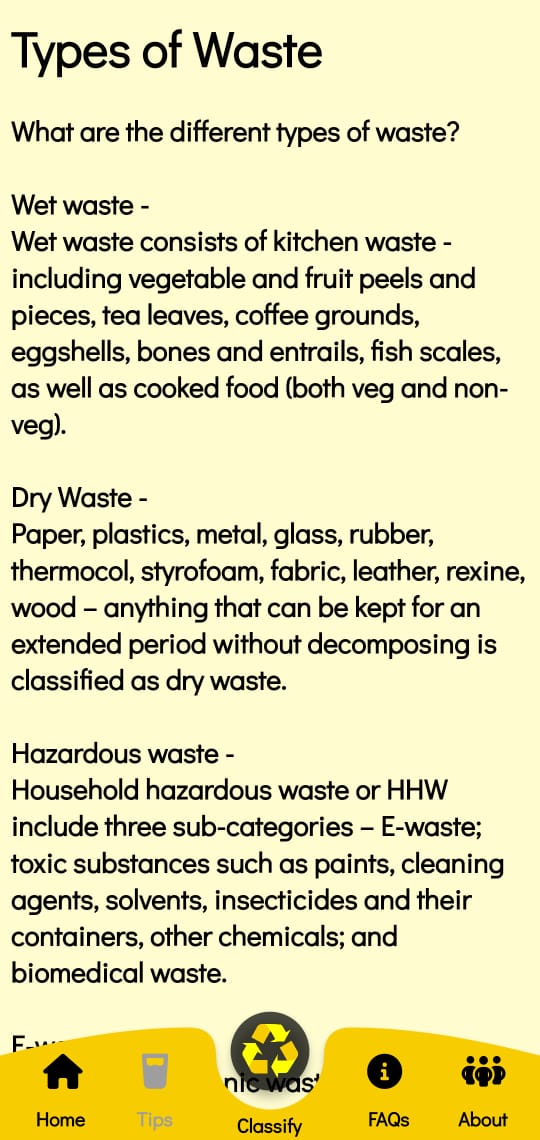 Types of Waste
What are the different types of waste?
Wet waste -
Wet waste consists of kitchen waste -
including vegetable and fruit peels and
pieces, tea leaves, coffee grounds,
eggshells, bones and entrails, fish scales,
as well as cooked food (both veg and non-
veg).
Dry Waste -
Paper, plastics, metal, glass, rubber,
thermocol, styrofoam, fabric, leather, rexine,
wood – anything that can be kept for an
extended period without decomposing is
classified as dry waste.
Hazardous waste -
Household hazardous waste or HHW
include three sub-categories – E-waste;
toxic substances such as paints, cleaning
agents, solvents, insecticides and their
containers, other chemicals; and
biomedical waste.
Home
Tips
Classify
FAQs
About